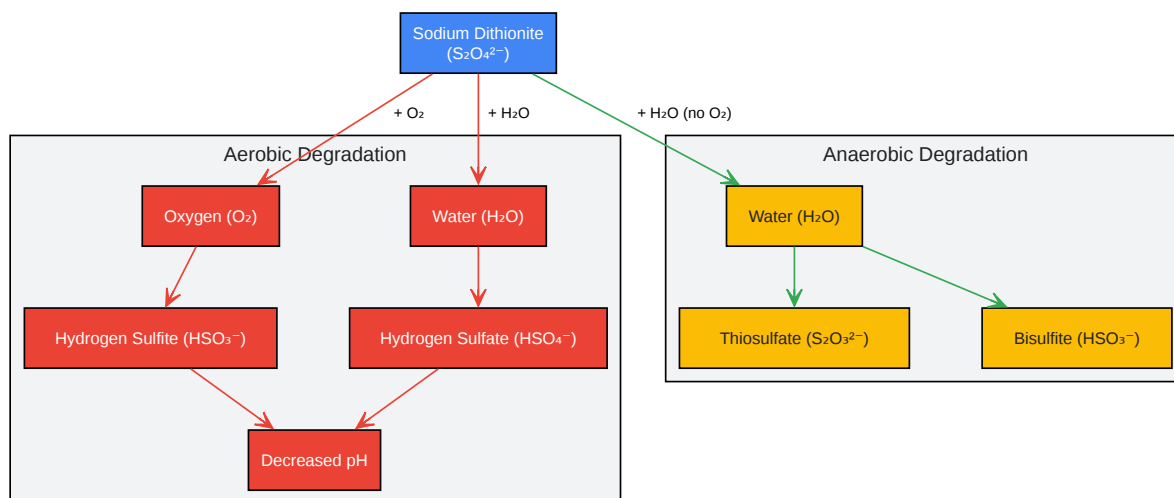 Sodium Dithionite
(S₂O₄²⁻)
+ O₂
+ H₂O
+ H₂O (no O₂)
Aerobic Degradation
Anaerobic Degradation
Oxygen (O₂)
Water (H₂O)
Water (H₂O)
Hydrogen Sulfite (HSO₃⁻)
Hydrogen Sulfate (HSO₄⁻)
Thiosulfate (S₂O₃²⁻)
Bisulfite (HSO₃⁻)
Decreased pH